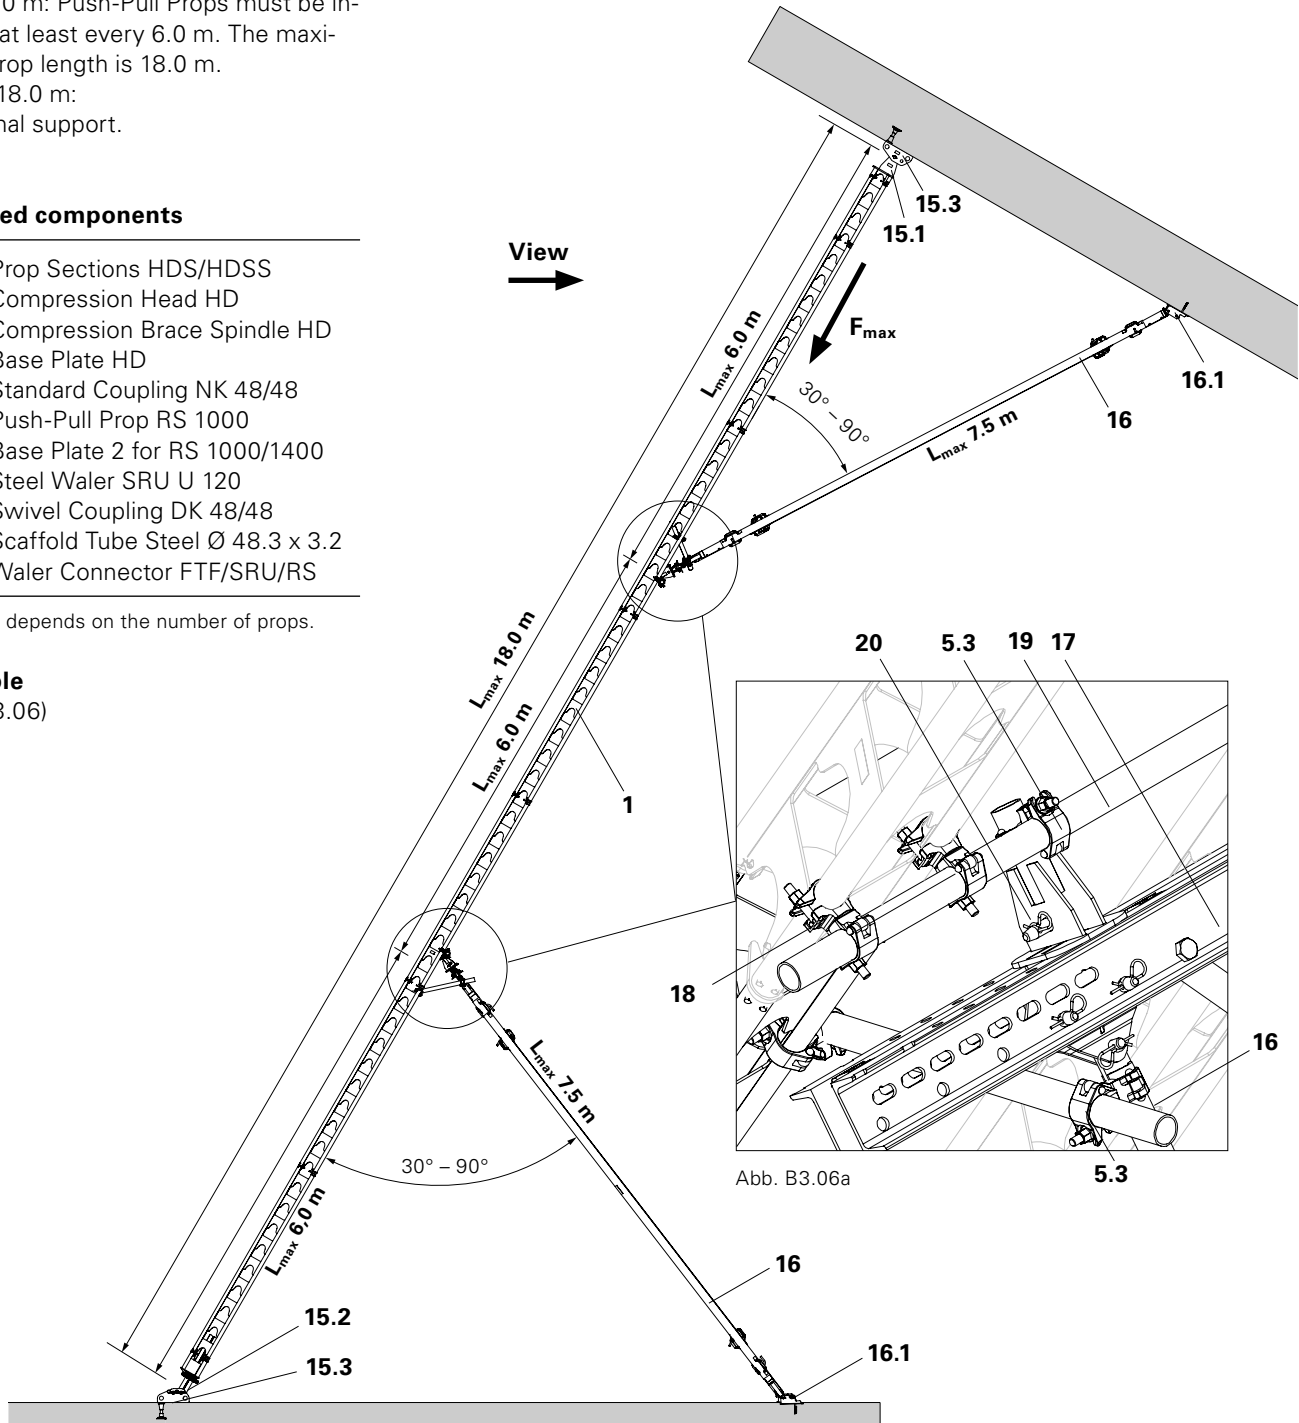 0 m: Push-Pull Props must be in-
at least every 6.0 m. The maxi-
rop length is 18.0 m.
18.0 m:
nal support.
ed components
Prop Sections HDS/HDSS
Compression Head HD
Compression Brace Spindle HD
Base Plate HD
Standard Coupling NK 48/48
Push-Pull Prop RS 1000
Base Plate 2 for RS 1000/1400
Steel Waler SRU U 120
Swivel Coupling DK 48/48
Scaffold Tube Steel Ø 48.3 x 3.2
Waler Connector FTF/SRU/RS
depends on the number of props.
ple
3.06)
View
15.3
15.1
Fmax
Lmax 6.0 m
30° – 90°
16.1
16
Lmax 7.5 m
Lmax 18.0 m
Lmax 6.0 m
1
20
5.3
19
17
18
16
5.3
Abb. B3.06a
Lmax 7.5 m
30° – 90°
Lmax 6,0 m
16
15.2
15.3
16.1